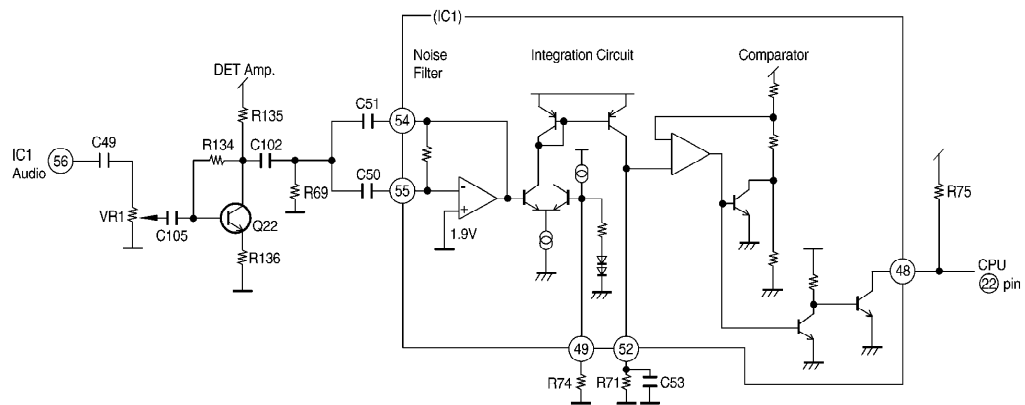 (IC1)
Noise
Filter
Integration Circuit
Comparator
DET Amp.
R135
C51
54
C49
R134
C102
IC1
Audio
56
R69
C50
55
R75
VR1
C105
Q22
-
+
1.9V
R136
48
CPU
22 pin
49
52
R74
R71
C53